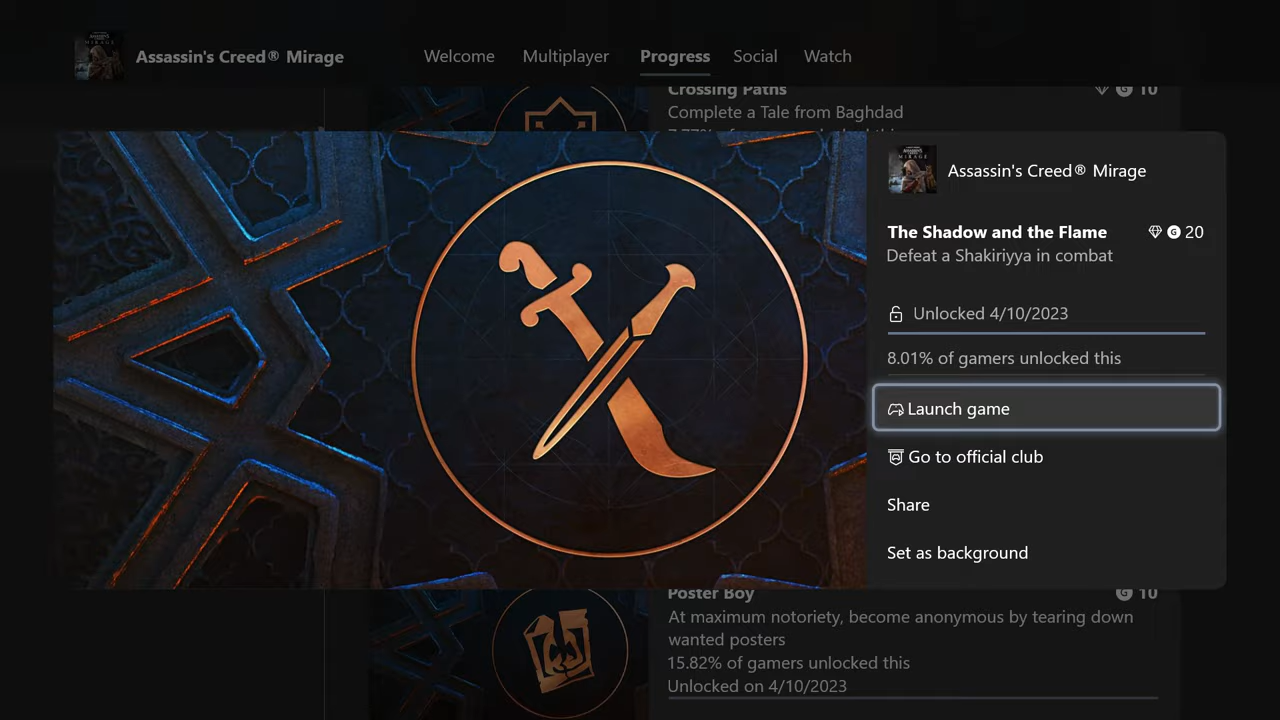 Assassin's Creed® Mirage
Welcome
Multiplayer
Progress
Social
Watch
Crossing Paths
10
Complete a Tale from Baghdad
MIRAGE
Assassin's Creed® Mirage
The Shadow and the Flame
G 20
Defeat a Shakiriyya in combat
Unlocked 4/10/2023
8.01% of gamers unlocked this
Launch game
Go to official club
Share
Set as background
Poster Boy
G 10
At maximum notoriety, become anonymous by tearing down
wanted posters
15.82% of gamers unlocked this
Unlocked on 4/10/2023